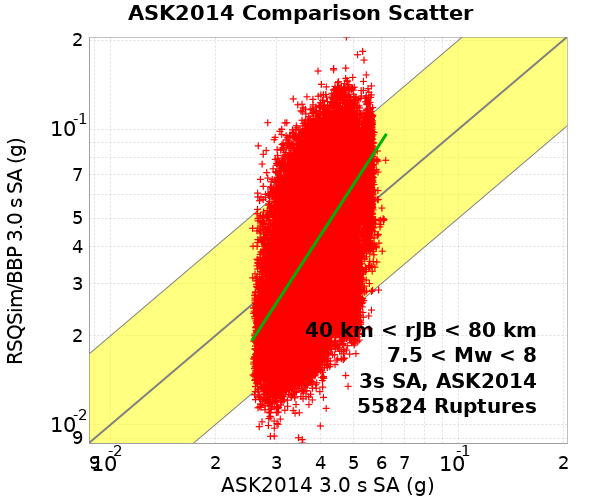 ASK2014 Comparison Scatter
RSQSim/BBP 3.0 s SA (g)
2
10-1
7
5
4
3
2
10-2
9
40 km < rJB < 80 km
7.5 < Mw < 8
3s SA, ASK2014
55824 Ruptures
9 10-2 2 3 4 5 6 7 10-1 2
ASK2014 3.0 s SA (g)